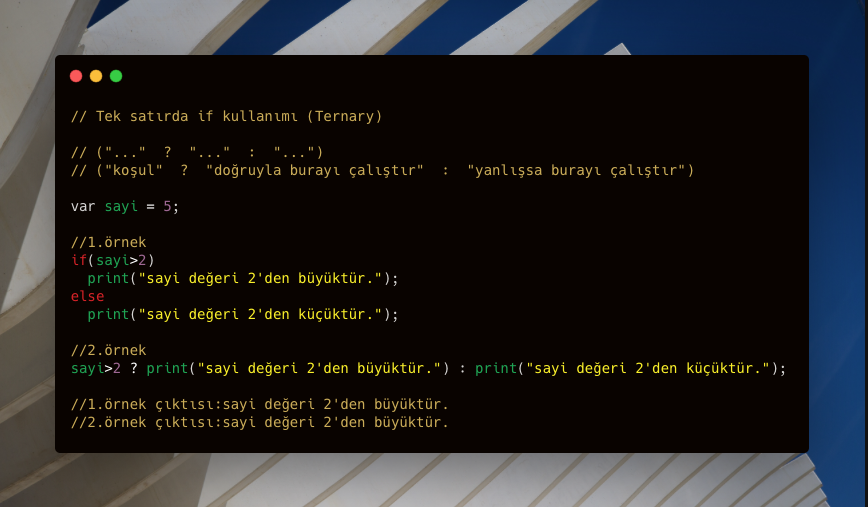 // Tek satırda if kullanımı (Ternary)
// ("..."  ?  "..."  :  "...")
// ("koşul"  ?  "doğruyla burayı çalıştır"  :  "yanlışsa burayı çalıştır")
var sayi = 5;
//1.örnek
if(sayi>2)
  print("sayi değeri 2'den büyüktür.");
else
  print("sayi değeri 2'den küçüktür.");
//2.örnek
sayi>2 ? print("sayi değeri 2'den büyüktür.") : print("sayi değeri 2'den küçüktür.");
//1.örnek çıktısı:sayi değeri 2'den büyüktür.
//2.örnek çıktısı:sayi değeri 2'den büyüktür.